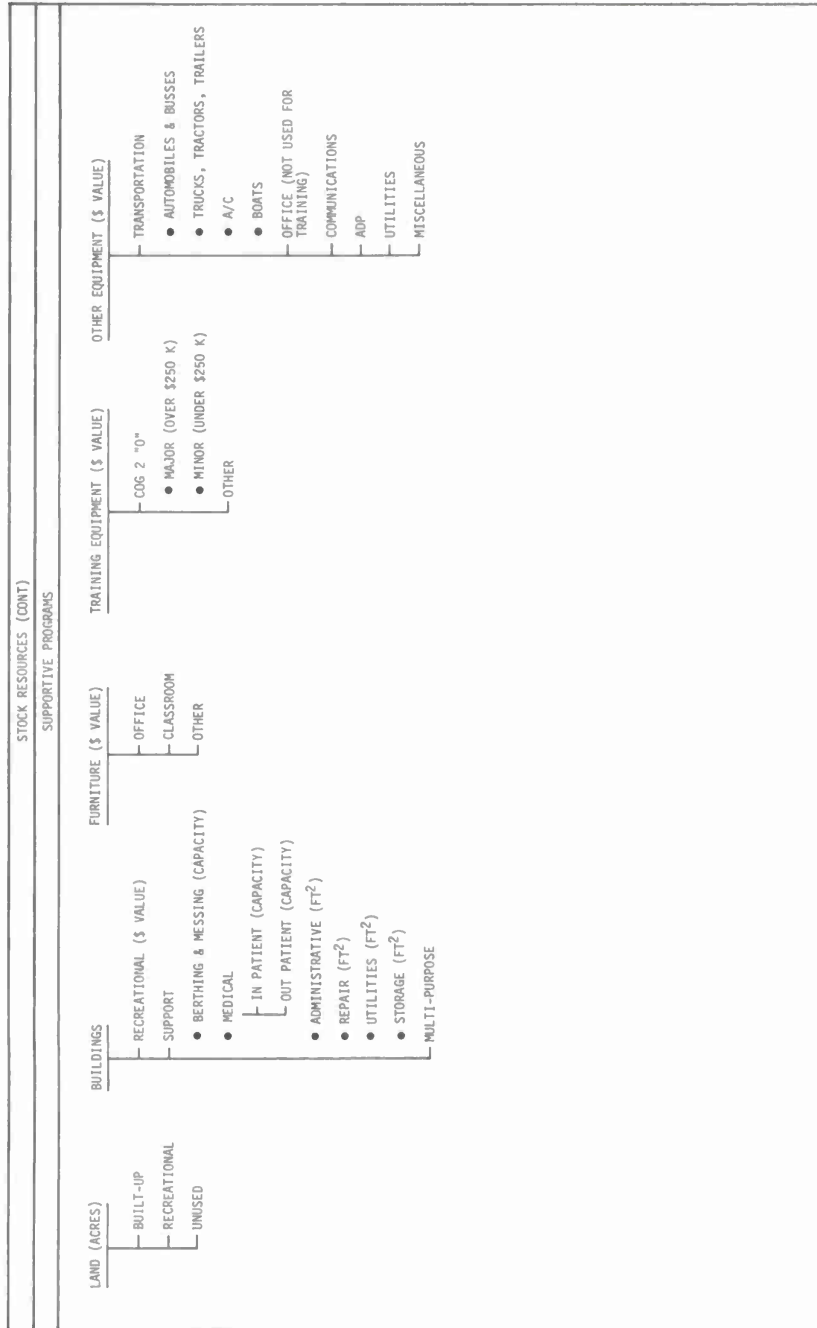 STOCK RESOURCES (CONT)
SUPPORTIVE PROGRAMS
LAND (ACRES)
BUILT-UP
RECREATIONAL
UNUSED
BUILDINGS
RECREATIONAL ($ VALUE)
SUPPORT
● BERTHING & MESSING (CAPACITY)
● MEDICAL
IN PATIENT (CAPACITY)
OUT PATIENT (CAPACITY)
● ADMINISTRATIVE (FT²)
● REPAIR (FT²)
● UTILITIES (FT²)
● STORAGE (FT²)
MULTI-PURPOSE
FURNITURE ($ VALUE)
OFFICE
CLASSROOM
OTHER
TRAINING EQUIPMENT ($ VALUE)
COG 2 "O"
● MAJOR (OVER $250 K)
● MINOR (UNDER $250 K)
OTHER
OTHER EQUIPMENT ($ VALUE)
TRANSPORTATION
● AUTOMOBILES & BUSSES
● TRUCKS, TRACTORS, TRAILERS
● A/C
● BOATS
OFFICE (NOT USED FOR
TRAINING)
COMMUNICATIONS
ADP
UTILITIES
MISCELLANEOUS